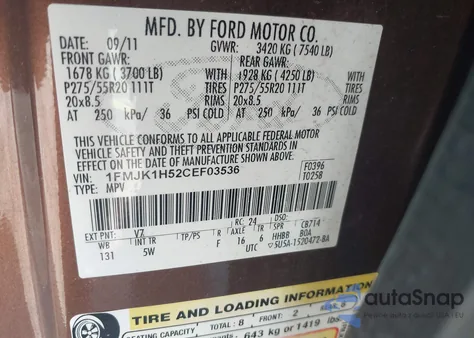 MFD. BY FORD MOTOR CO.
DATE: 09/11 GVWR: 3420 KG ( 7540 LB)
FRONT GAWR: REAR GAWR:
1678 KG ( 3700 LB) WITH 1928 KG ( 4250 LB) WITH
P275/55R20 111T TIRES P275/55R20 111T TIRES
20x8.5 RIMS 20x8.5 RIMS
AT 250 kPa/ 36 PSI COLD AT 250 kPa/ 36 PSI COLD
THIS VEHICLE CONFORMS TO ALL APPLICABLE FEDERAL MOTOR
VEHICLE SAFETY AND THEFT PREVENTION STANDARDS IN
EFFECT ON THE DATE OF MANUFACTURE SHOWN ABOVE.
VIN: 1FMJK1H52CEF03536 F0396
TYPE: MPV T0258
EXT PNT: V7 RC: 24 DSO:
WB INT TR TP/PS R AXLE TR SPR CB714
131 5W F 16 6 HHBB BOA
UTC 5U5A-1520472-BA
TIRE AND LOADING INFORMATION
SEATING CAPACITY TOTAL: 8 FRONT: 2
643 kg or 1419 lbs
autoSnap